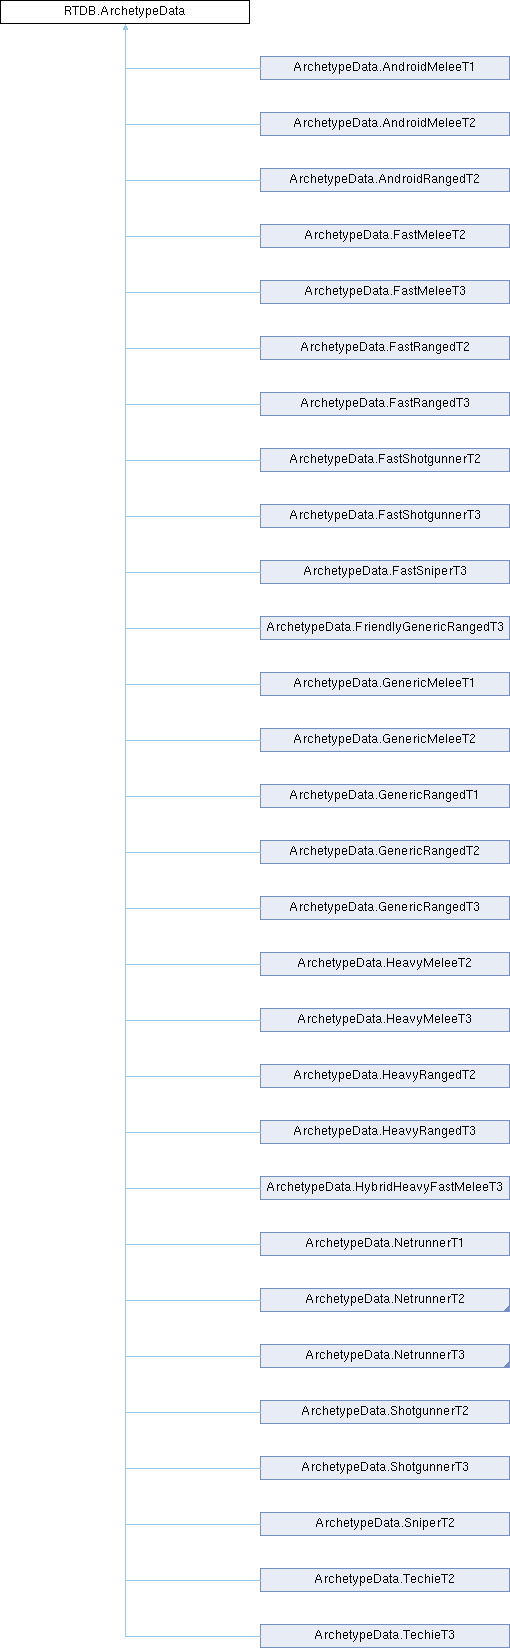 RTDB.ArchetypeData
ArchetypeData.AndroidMeleeT1
ArchetypeData.AndroidMeleeT2
ArchetypeData.AndroidRangedT2
ArchetypeData.FastMeleeT2
ArchetypeData.FastMeleeT3
ArchetypeData.FastRangedT2
ArchetypeData.FastRangedT3
ArchetypeData.FastShotgunnerT2
ArchetypeData.FastShotgunnerT3
ArchetypeData.FastSniperT3
ArchetypeData.FriendlyGenericRangedT3
ArchetypeData.GenericMeleeT1
ArchetypeData.GenericMeleeT2
ArchetypeData.GenericRangedT1
ArchetypeData.GenericRangedT2
ArchetypeData.GenericRangedT3
ArchetypeData.HeavyMeleeT2
ArchetypeData.HeavyMeleeT3
ArchetypeData.HeavyRangedT2
ArchetypeData.HeavyRangedT3
ArchetypeData.HybridHeavyFastMeleeT3
ArchetypeData.NetrunnerT1
ArchetypeData.NetrunnerT2
ArchetypeData.NetrunnerT3
ArchetypeData.ShotgunnerT2
ArchetypeData.ShotgunnerT3
ArchetypeData.SniperT2
ArchetypeData.TechieT2
ArchetypeData.TechieT3